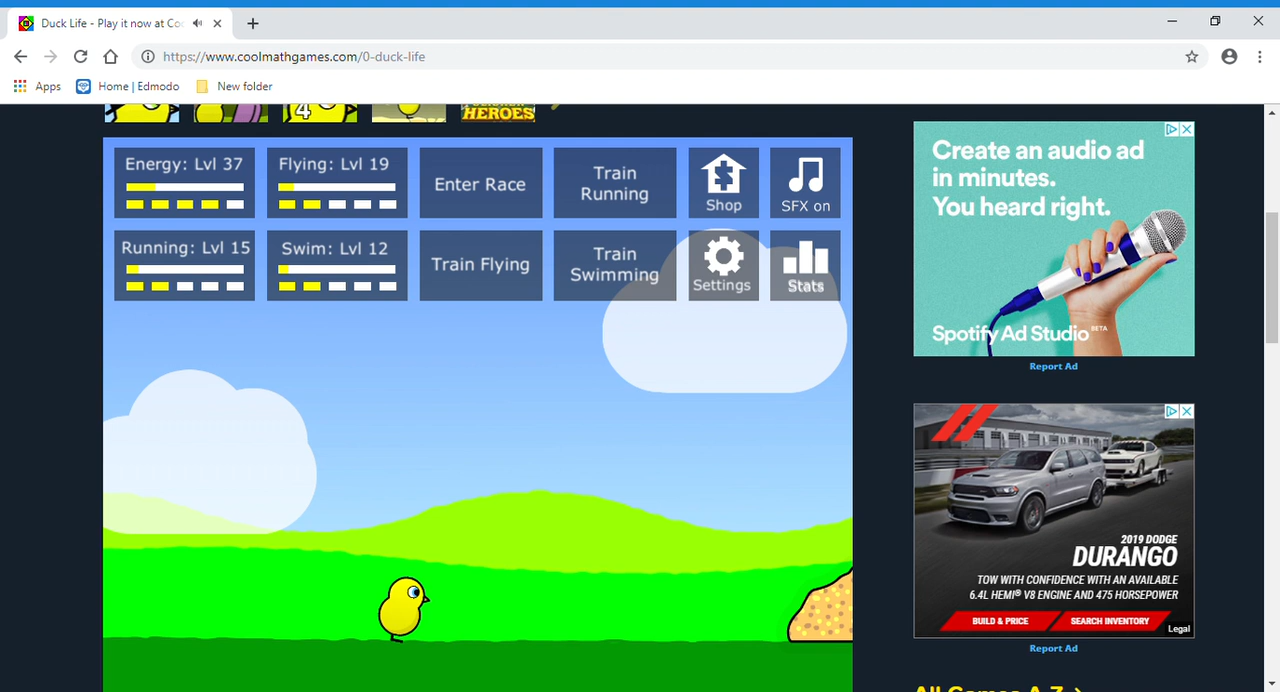 Duck Life - Play it now at Coo
https://www.coolmathgames.com/0-duck-life
Apps
Home | Edmodo
New folder
4
HEROES
Energy: Lvl 37
Flying: Lvl 19
Enter Race
Train
Running
Shop
SFX on
Running: Lvl 15
Swim: Lvl 12
Train Flying
Train
Swimming
Settings
Stats
Create an audio ad
in minutes.
You heard right.
Spotify Ad Studio BETA
Report Ad
2019 DODGE
DURANGO
TOW WITH CONFIDENCE WITH AN AVAILABLE
6.4L HEMI® V8 ENGINE AND 475 HORSEPOWER
BUILD & PRICE
SEARCH INVENTORY
Legal
Report Ad
All Games A-Z